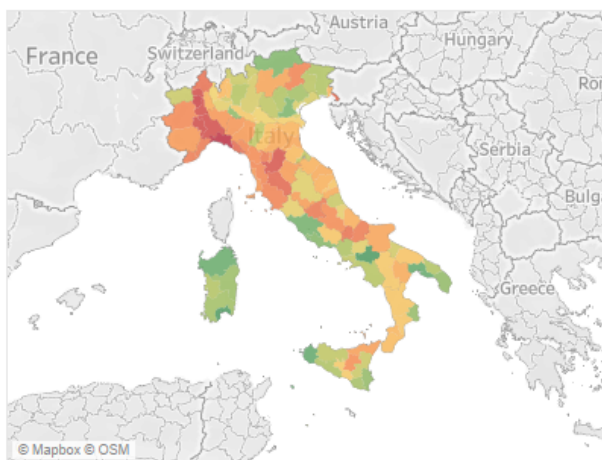 Austria
France
Switzerland
Hungary
Ro
Italy
Serbia
Bulg
Greece
© Mapbox © OSM